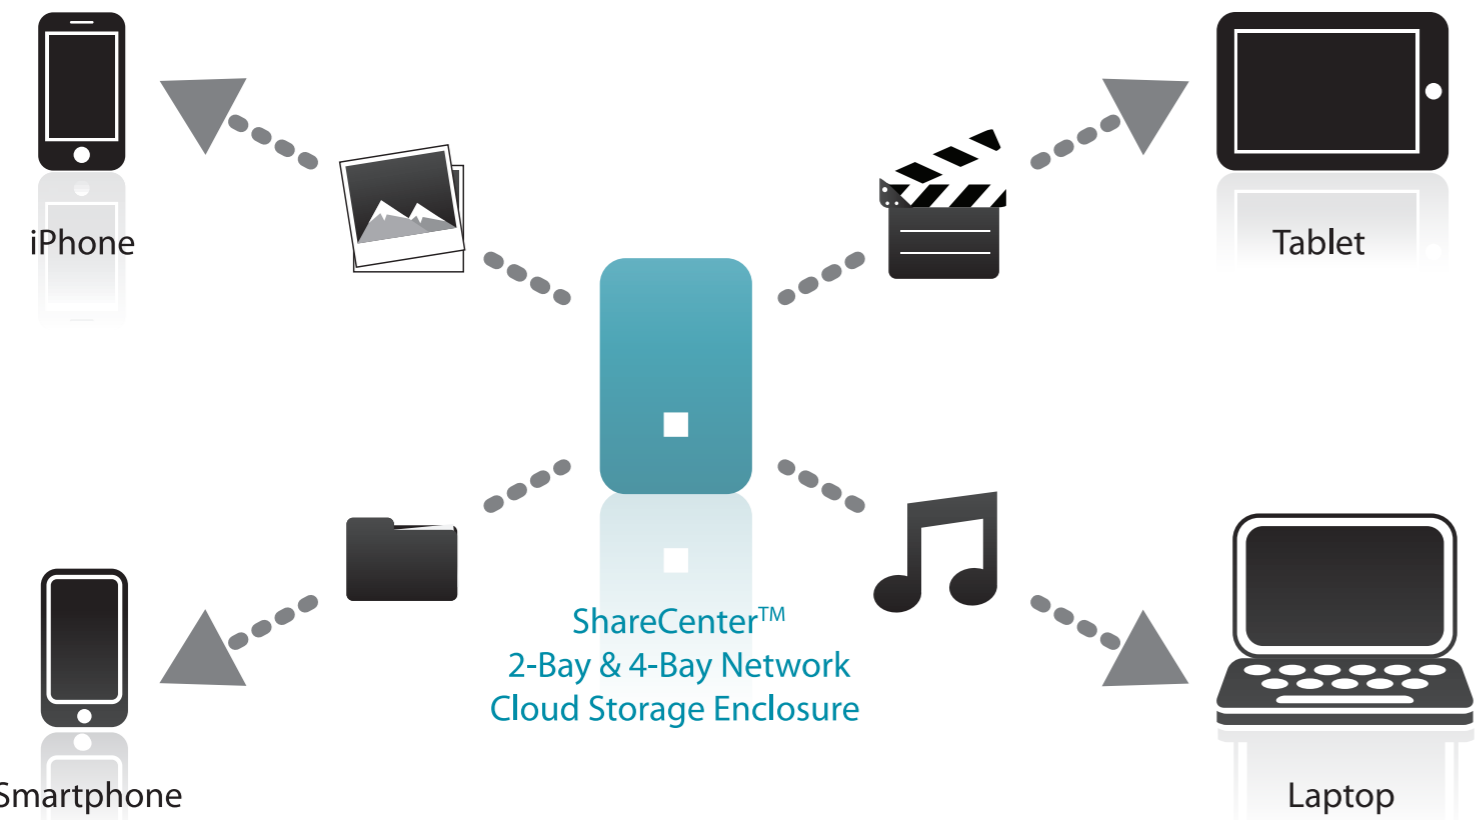 iPhone
Tablet
ShareCenter™
2-Bay & 4-Bay Network
Cloud Storage Enclosure
Smartphone
Laptop